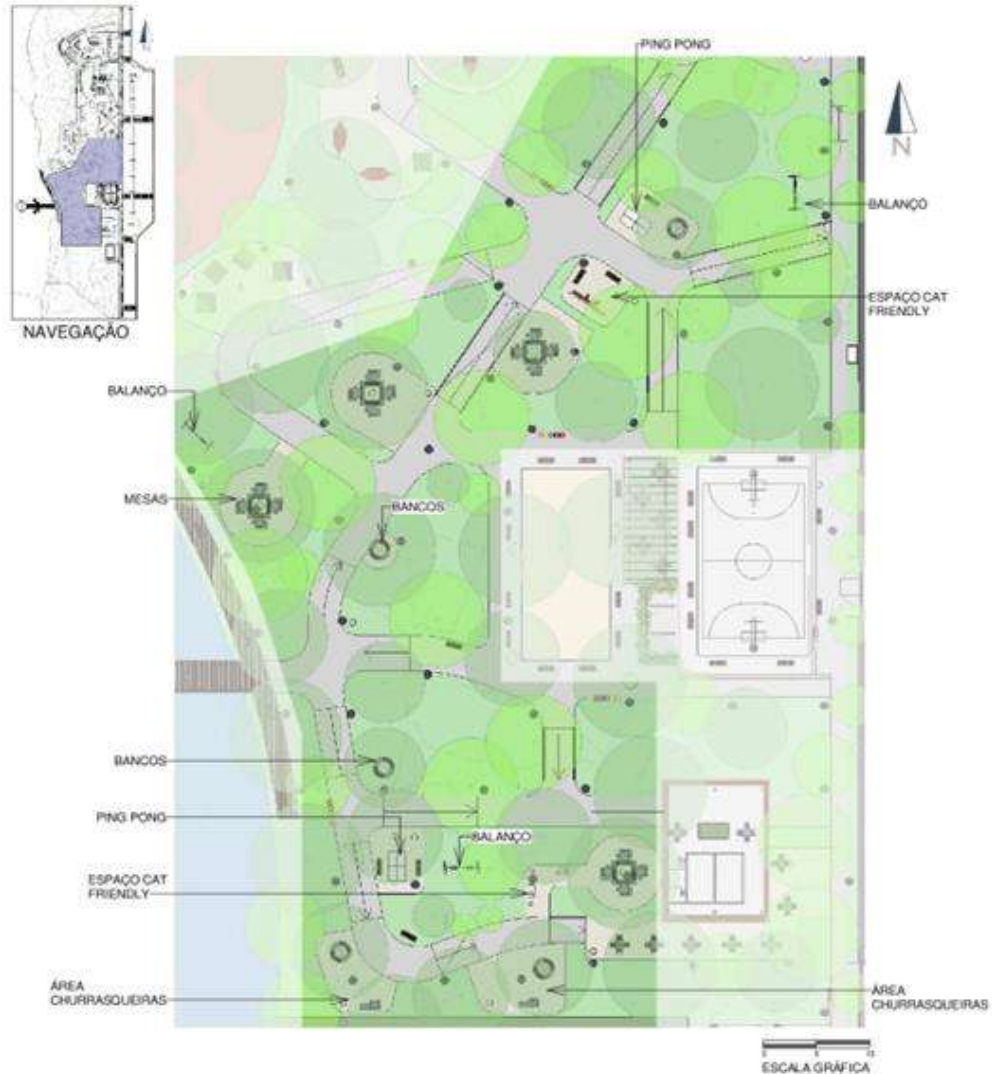 PING PONG
N
BALANÇO
NAVEGAÇÃO
ESPAÇO CAT
FRIENDLY
BALANÇO
MESAS
BANCOS
BANCOS
PING PONG
BALANÇO
ESPAÇO CAT
FRIENDLY
ÁREA
CHURRASQUEIRAS
ÁREA
CHURRASQUEIRAS
ESCALA GRÁFICA